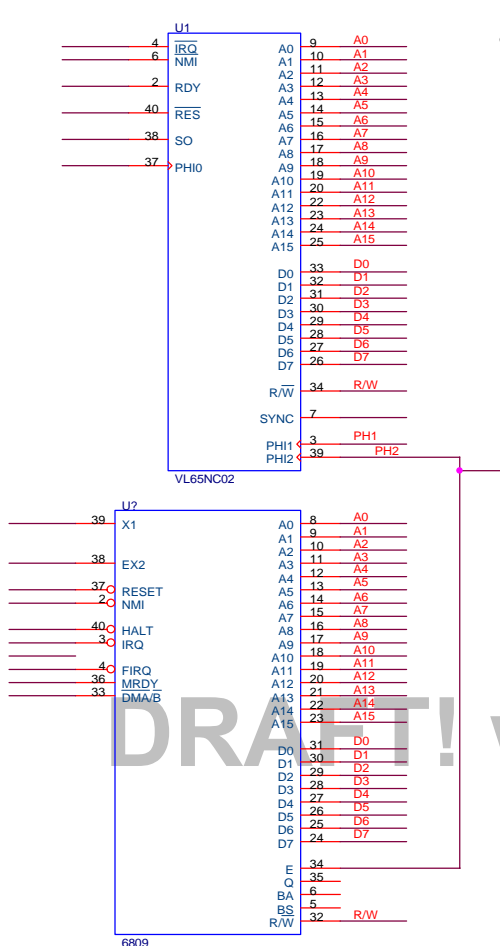 U1
4 IRQ A0 9 A0
6 NMI A1 10 A1
A2 11 A2
2 RDY A3 12 A3
A4 13 A4
40 RES A5 14 A5
A6 15 A6
38 SO A7 16 A7
A8 17 A8
37 PHI0 A9 18 A9
A10 19 A10
A11 20 A11
A12 22 A12
A13 23 A13
A14 24 A14
A15 25 A15
D0 33 D0
D1 32 D1
D2 31 D2
D3 30 D3
D4 29 D4
D5 28 D5
D6 27 D6
D7 26 D7
R/W 34 R/W
SYNC 7
PHI1 3 PH1
PHI2 39 PH2
VL65NC02
U?
39 X1 A0 8 A0
A1 9 A1
A2 10 A2
38 EX2 A3 11 A3
A4 12 A4
37 RESET A5 13 A5
2 NMI A6 14 A6
A7 15 A7
40 HALT A8 16 A8
3 IRQ A9 17 A9
A10 18 A10
4 FIRQ A11 19 A11
36 MRDY A12 20 A12
33 DMA/B A13 21 A13
A14 22 A14
A15 23 A15
DRAFT!
D0 31 D0
D1 30 D1
D2 29 D2
D3 28 D3
D4 27 D4
D5 26 D5
D6 25 D6
D7 24 D7
E 34
Q 35
BA 6
BS 5
R/W 32 R/W
6809